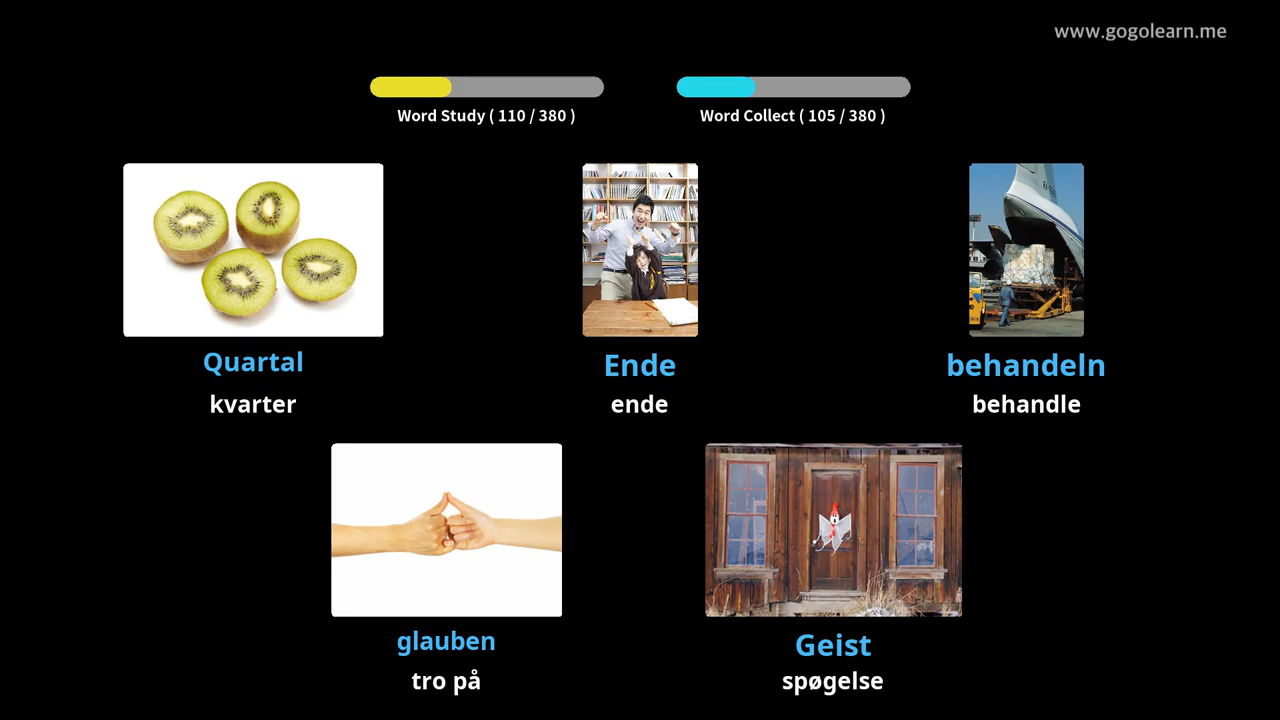 www.gogolearn.me
Word Study ( 110 / 380 )
Word Collect ( 105 / 380 )
Quartal
kvarter
Ende
ende
behandeln
behandle
glauben
tro på
Geist
spøgelse